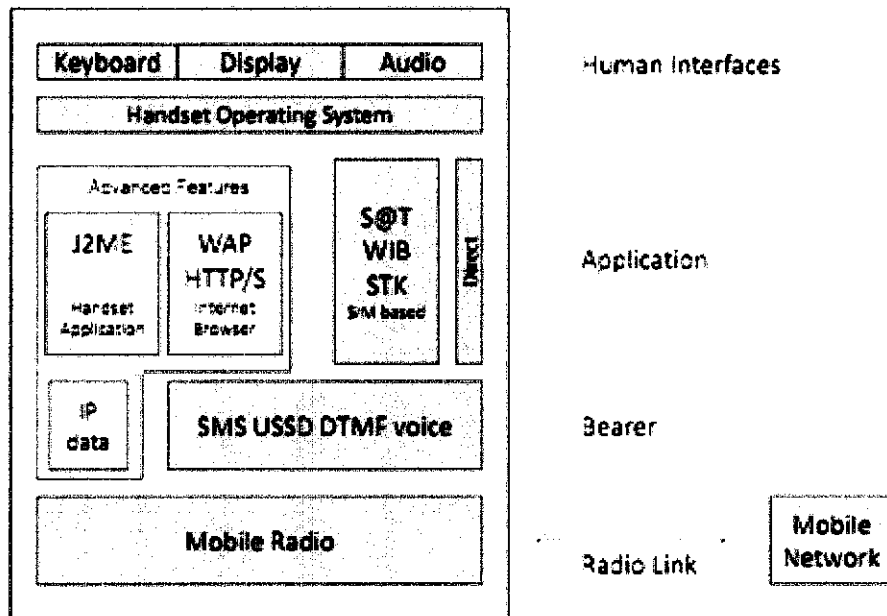 Keyboard Display Audio
Human Interfaces
Handset Operating System
Advanced Features
J2ME
Handset
Application
WAP
HTTP/S
Internet
Browser
S@T
WIB
STK
SIM based
Direct
Application
IP
data
SMS USSD DTMF voice
Bearer
Mobile Radio
Radio Link
Mobile
Network